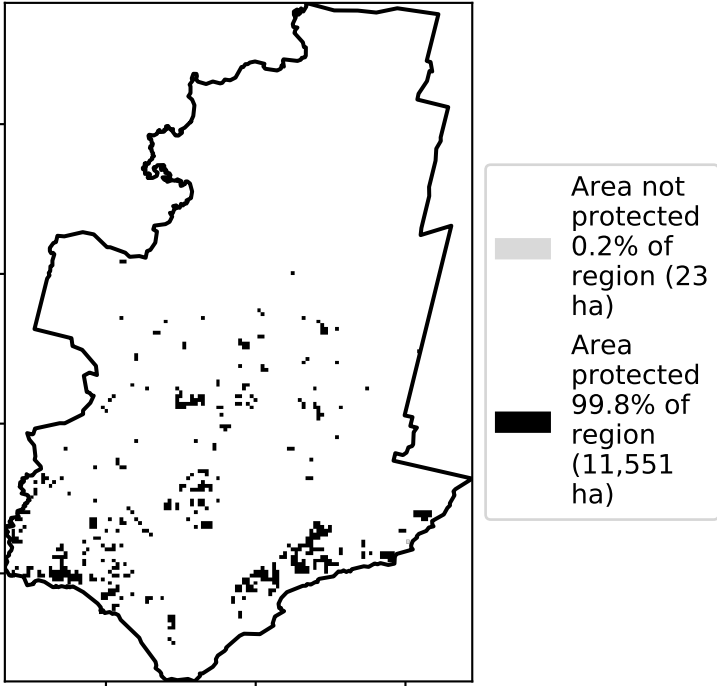 Area not
protected
0.2% of
region (23
ha)
Area
protected
99.8% of
region
(11,551
ha)